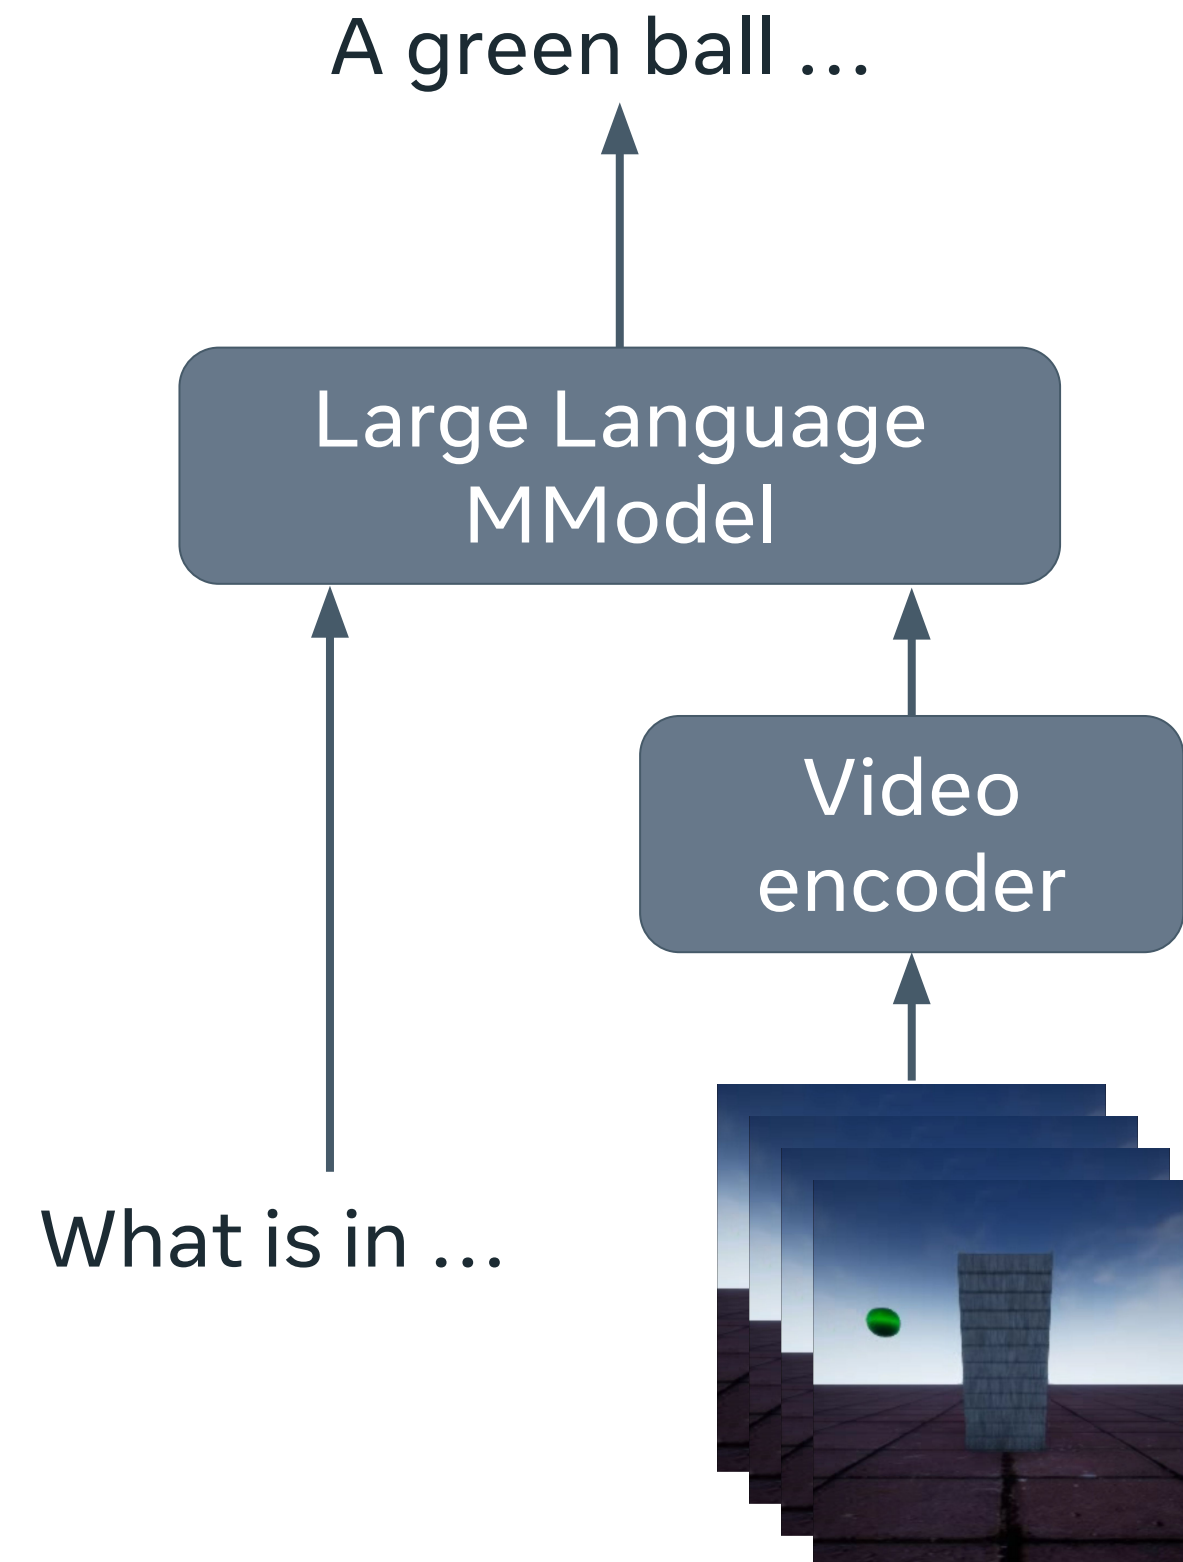 A green ball ...
Large Language
MModel
Video
encoder
What is in ...